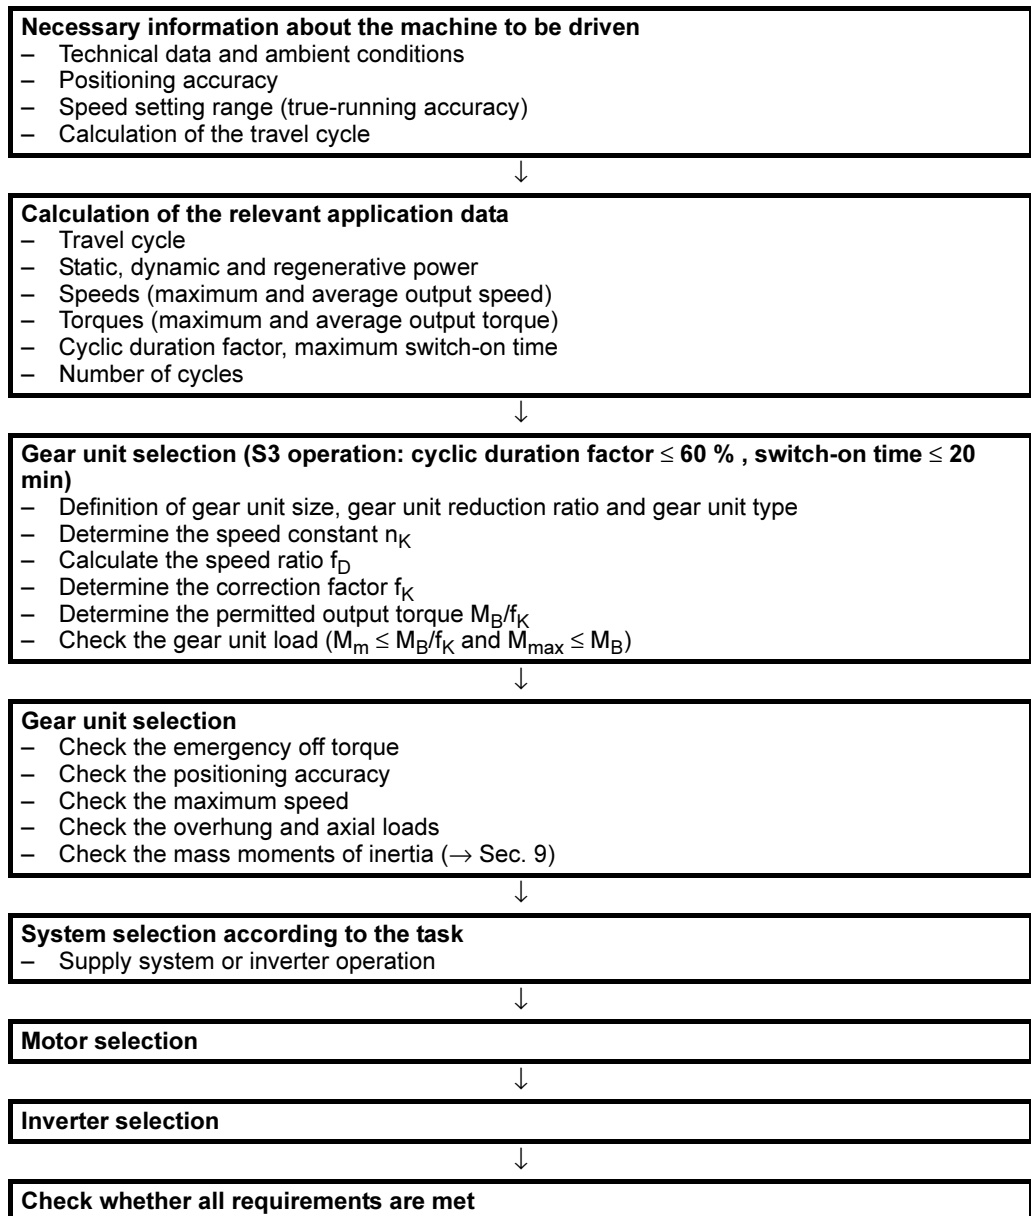 Necessary information about the machine to be driven
– Technical data and ambient conditions
– Positioning accuracy
– Speed setting range (true-running accuracy)
– Calculation of the travel cycle
↓
Calculation of the relevant application data
– Travel cycle
– Static, dynamic and regenerative power
– Speeds (maximum and average output speed)
– Torques (maximum and average output torque)
– Cyclic duration factor, maximum switch-on time
– Number of cycles
↓
Gear unit selection (S3 operation: cyclic duration factor ≤ 60 % , switch-on time ≤ 20
min)
– Definition of gear unit size, gear unit reduction ratio and gear unit type
– Determine the speed constant nK
– Calculate the speed ratio fD
– Determine the correction factor fK
– Determine the permitted output torque MB/fK
– Check the gear unit load (Mm ≤ MB/fK and Mmax ≤ MB)
↓
Gear unit selection
– Check the emergency off torque
– Check the positioning accuracy
– Check the maximum speed
– Check the overhung and axial loads
– Check the mass moments of inertia (→ Sec. 9)
↓
System selection according to the task
– Supply system or inverter operation
↓
Motor selection
↓
Inverter selection
↓
Check whether all requirements are met